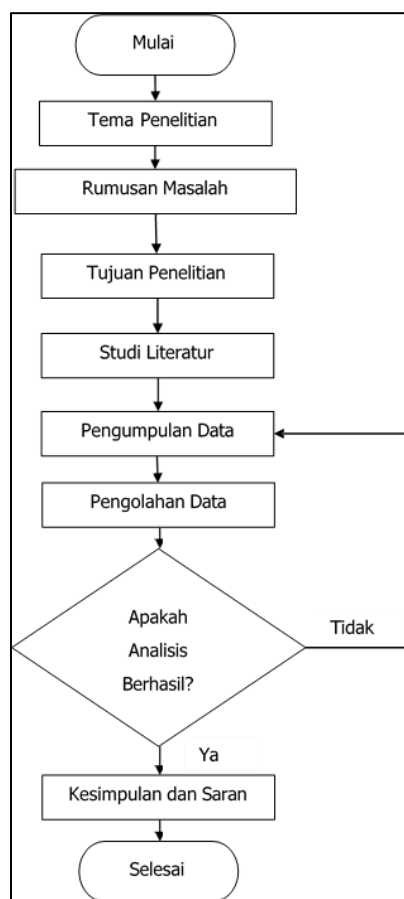 Mulai
Tema Penelitian
Rumusan Masalah
Tujuan Penelitian
Studi Literatur
Pengumpulan Data
Pengolahan Data
Apakah
Analisis
Berhasil?
Tidak
Ya
Kesimpulan dan Saran
Selesai